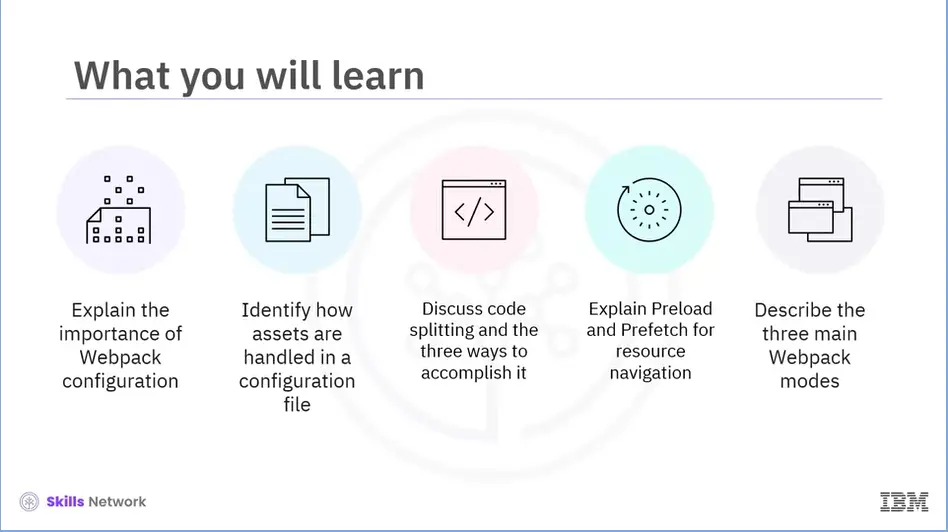 What you will learn
Explain the
importance of
Webpack
configuration
Identify how
assets are
handled in a
configuration
file
Discuss code
splitting and the
three ways to
accomplish it
Explain Preload
and Prefetch for
resource
navigation
Describe the
three main
Webpack
modes
Skills Network
IBM